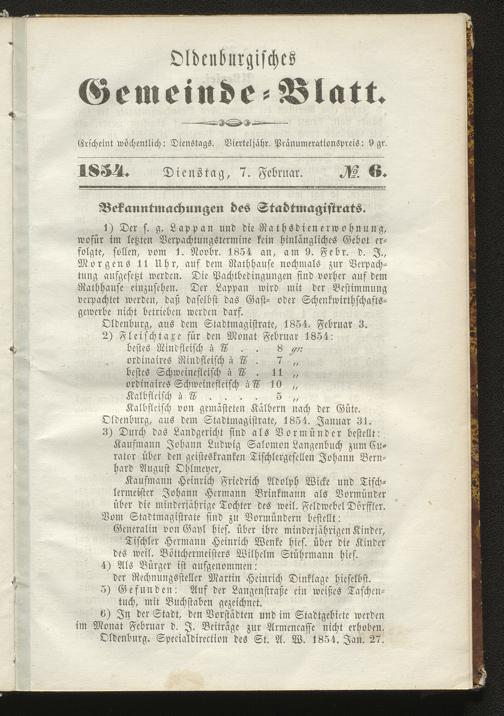 Oldenburgisches
Gemeinde-Blatt.
Erscheint wöchentlich: Dienstags. Vierteljähr. Pränumerationspreis: 9 gr.
1854. Dienstag, 7. Februar. № 6.
Bekanntmachungen des Stadtmagistrats.
1) Der s. g. Lappan und die Rathsdienerwohnung,
wofür im letzten Verpachtungstermine kein hinlängliches Gebot er-
folgte, sollen, vom 1. Novbr. 1854 an, am 9. Febr. d. J.,
Morgens 11 Uhr, auf dem Rathhause nochmals zur Verpach-
tung aufgesetzt werden. Die Pachtbedingungen sind vorher auf dem
Rathhause einzusehen. Der Lappan wird mit der Bestimmung
verpachtet werden, daß daselbst das Gast- oder Schenkwirthschafts-
gewerbe nicht betrieben werden darf.
Oldenburg, aus dem Stadtmagistrate, 1854. Februar 3.
2) Fleischtaxe für den Monat Februar 1854:
bestes Rindfleisch à ℔ . . 8 gr.
ordinaires Rindfleisch à ℔ . 7 „
bestes Schweinefleisch à ℔ . 11 „
ordinaires Schweinefleisch à ℔ 10 „
Kalbfleisch à ℔ . . . . 5 „
Kalbfleisch von gemästeten Kälbern nach der Güte.
Oldenburg, aus dem Stadtmagistrate, 1854. Januar 31.
3) Durch das Landgericht sind als Vormünder bestellt:
Kaufmann Johann Ludwig Salomon Langenbuch zum Cu-
rator über den geisteskranken Tischlergesellen Johann Bern-
hard August Ohlmeyer,
Kaufmann Heinrich Friedrich Adolph Wicke und Tisch-
lermeister Johann Hermann Brinkmann als Vormünder
über die minderjährige Tochter des weil. Feldwebel Dörffler.
Vom Stadtmagistrate sind zu Vormündern bestellt:
Generalin von Gayl hies. über ihre minderjährigen Kinder,
Tischler Hermann Heinrich Wenke hies. über die Kinder
des weil. Böttchermeisters Wilhelm Stührmann hies.
4) Als Bürger ist aufgenommen:
der Rechnungssteller Martin Heinrich Dinklage hieselbst.
5) Gefunden: Auf der Langenstraße ein weißes Taschen-
tuch, mit Buchstaben gezeichnet.
6) In der Stadt, den Vorstädten und im Stadtgebiete werden
im Monat Februar d. J. Beiträge zur Armencasse nicht erhoben.
Oldenburg. Specialdirection des St. A. W. 1854. Jan. 27.